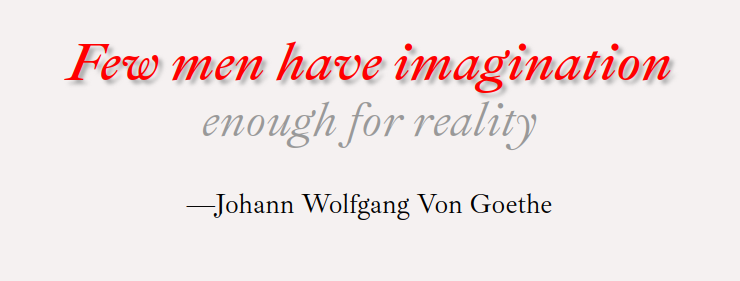 Few men have imagination
enough for reality
—Johann Wolfgang Von Goethe